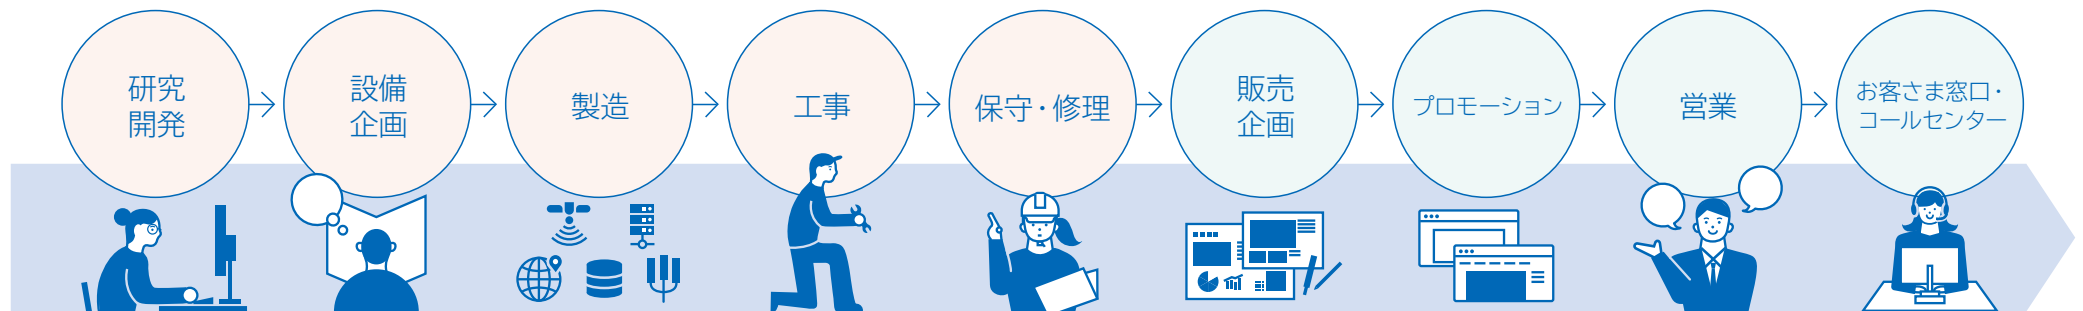 研究
開発
設備
企画
製造
工事
保守・修理
販売
企画
プロモーション
営業
お客さま窓口・
コールセンター